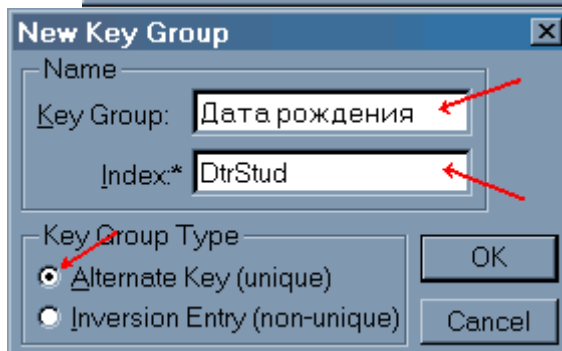 New Key Group
Name
Key Group: Дата рождения
Index:* DtrStud
Key Group Type
Alternate Key (unique)
OK
Inversion Entry (non-unique)
Cancel